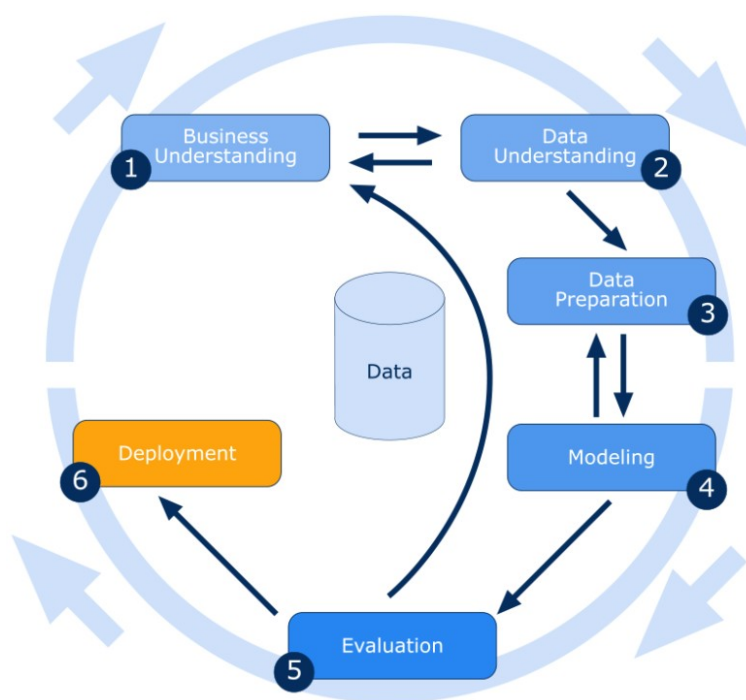 Business
Understanding
1
Data
Understanding
2
Data
Preparation
3
Data
Deployment
6
Modeling
4
Evaluation
5